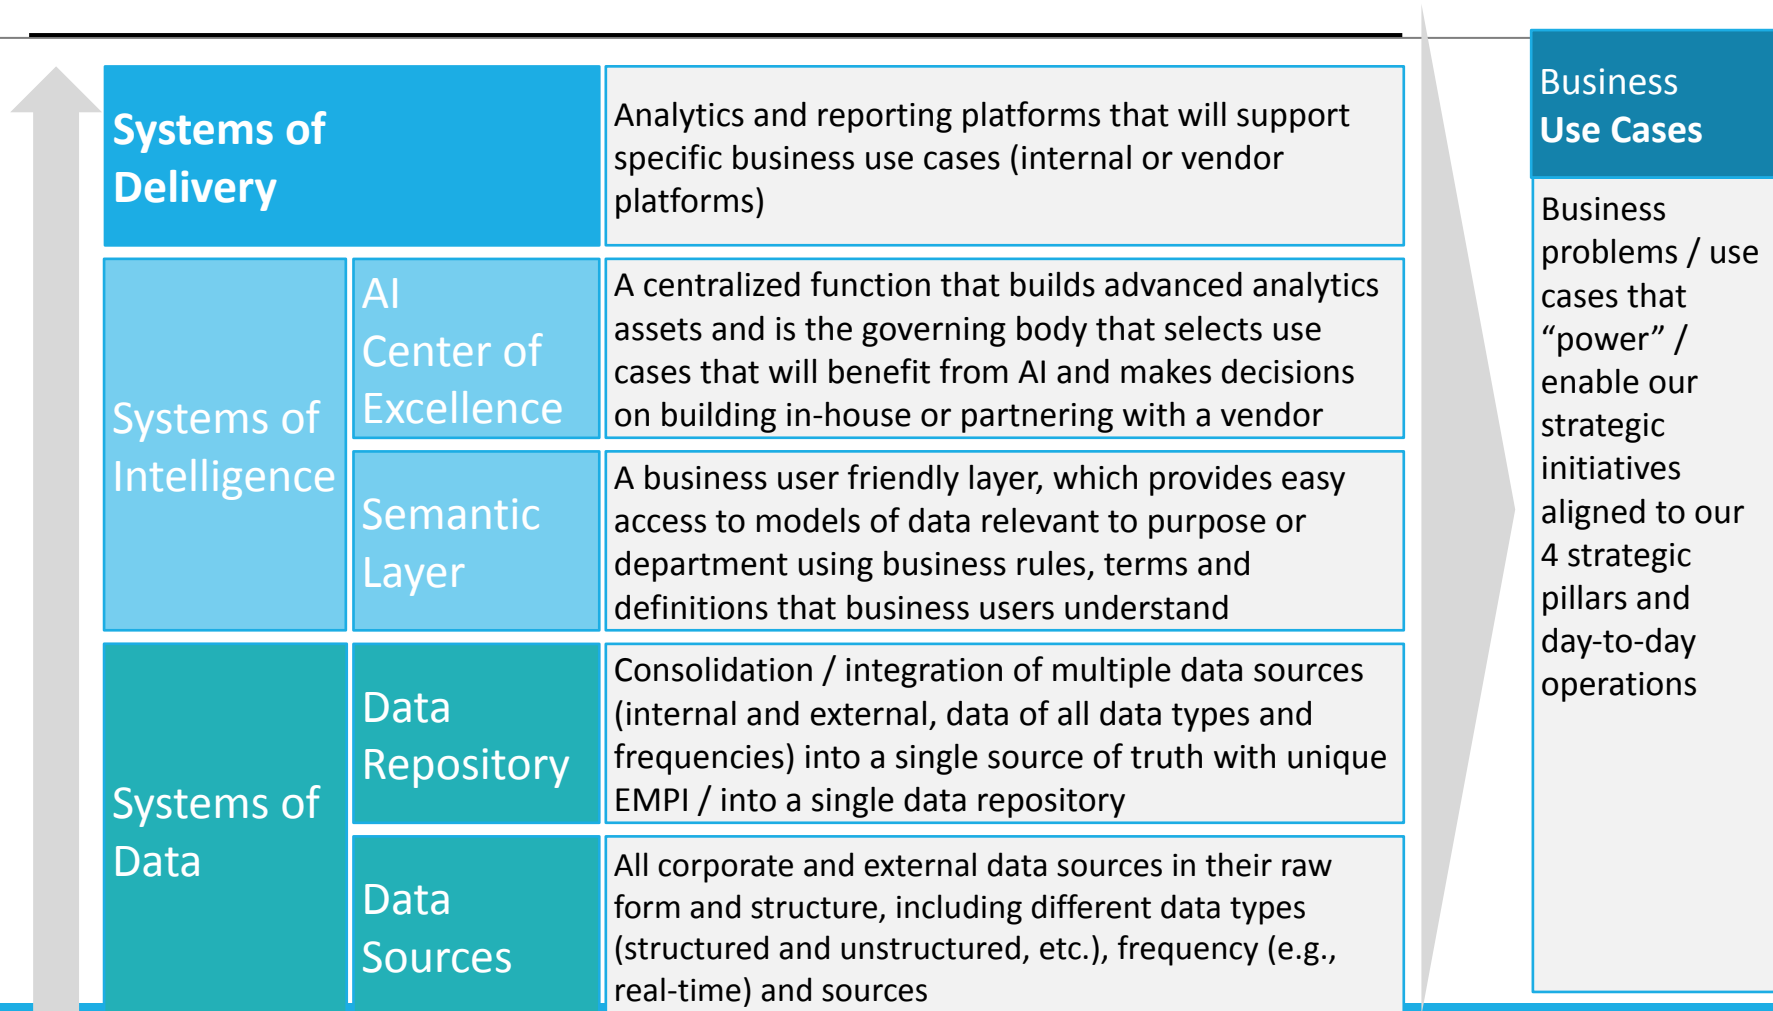 Systems of
Delivery
Analytics and reporting platforms that will support
specific business use cases (internal or vendor
platforms)
Systems of
Intelligence
AI
Center of
Excellence
A centralized function that builds advanced analytics
assets and is the governing body that selects use
cases that will benefit from AI and makes decisions
on building in-house or partnering with a vendor
Semantic
Layer
A business user friendly layer, which provides easy
access to models of data relevant to purpose or
department using business rules, terms and
definitions that business users understand
Systems of
Data
Data
Repository
Consolidation / integration of multiple data sources
(internal and external, data of all data types and
frequencies) into a single source of truth with unique
EMPI / into a single data repository
Data
Sources
All corporate and external data sources in their raw
form and structure, including different data types
(structured and unstructured, etc.), frequency (e.g.,
real-time) and sources
Business
Use Cases
Business
problems / use
cases that
“power” /
enable our
strategic
initiatives
aligned to our
4 strategic
pillars and
day-to-day
operations